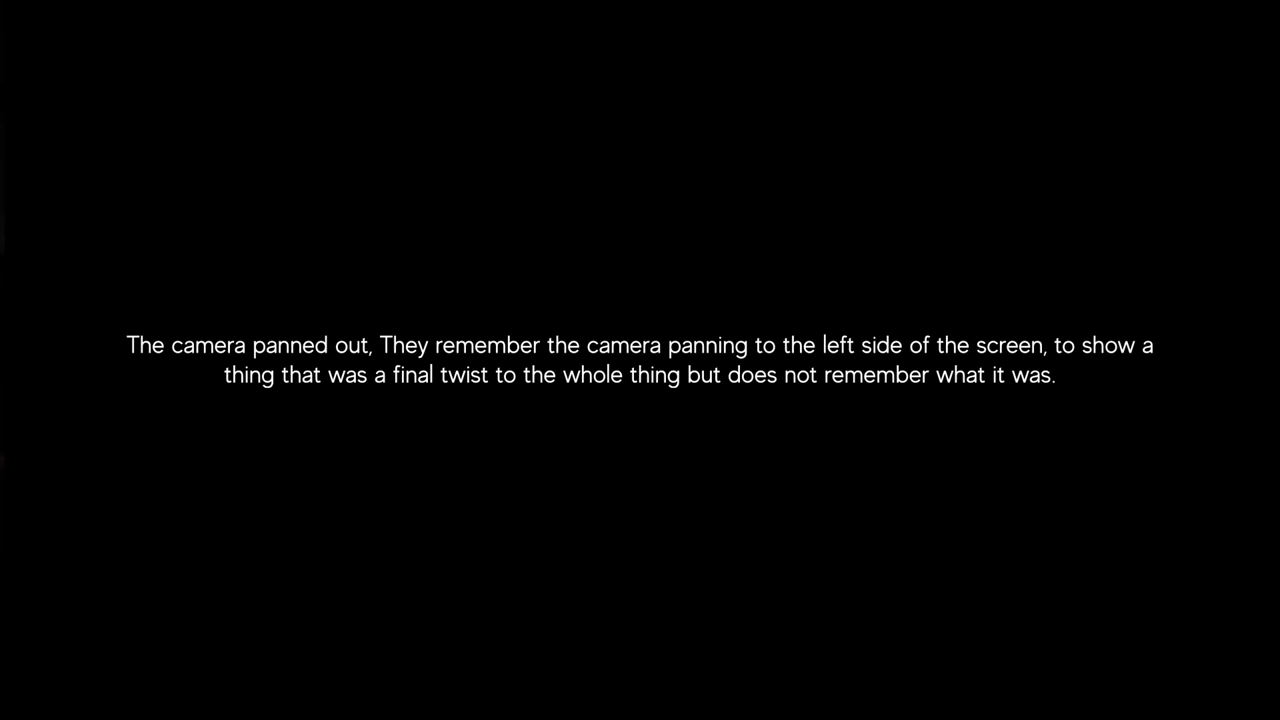 The camera panned out, They remember the camera panning to the left side of the screen, to show a
thing that was a final twist to the whole thing but does not remember what it was.